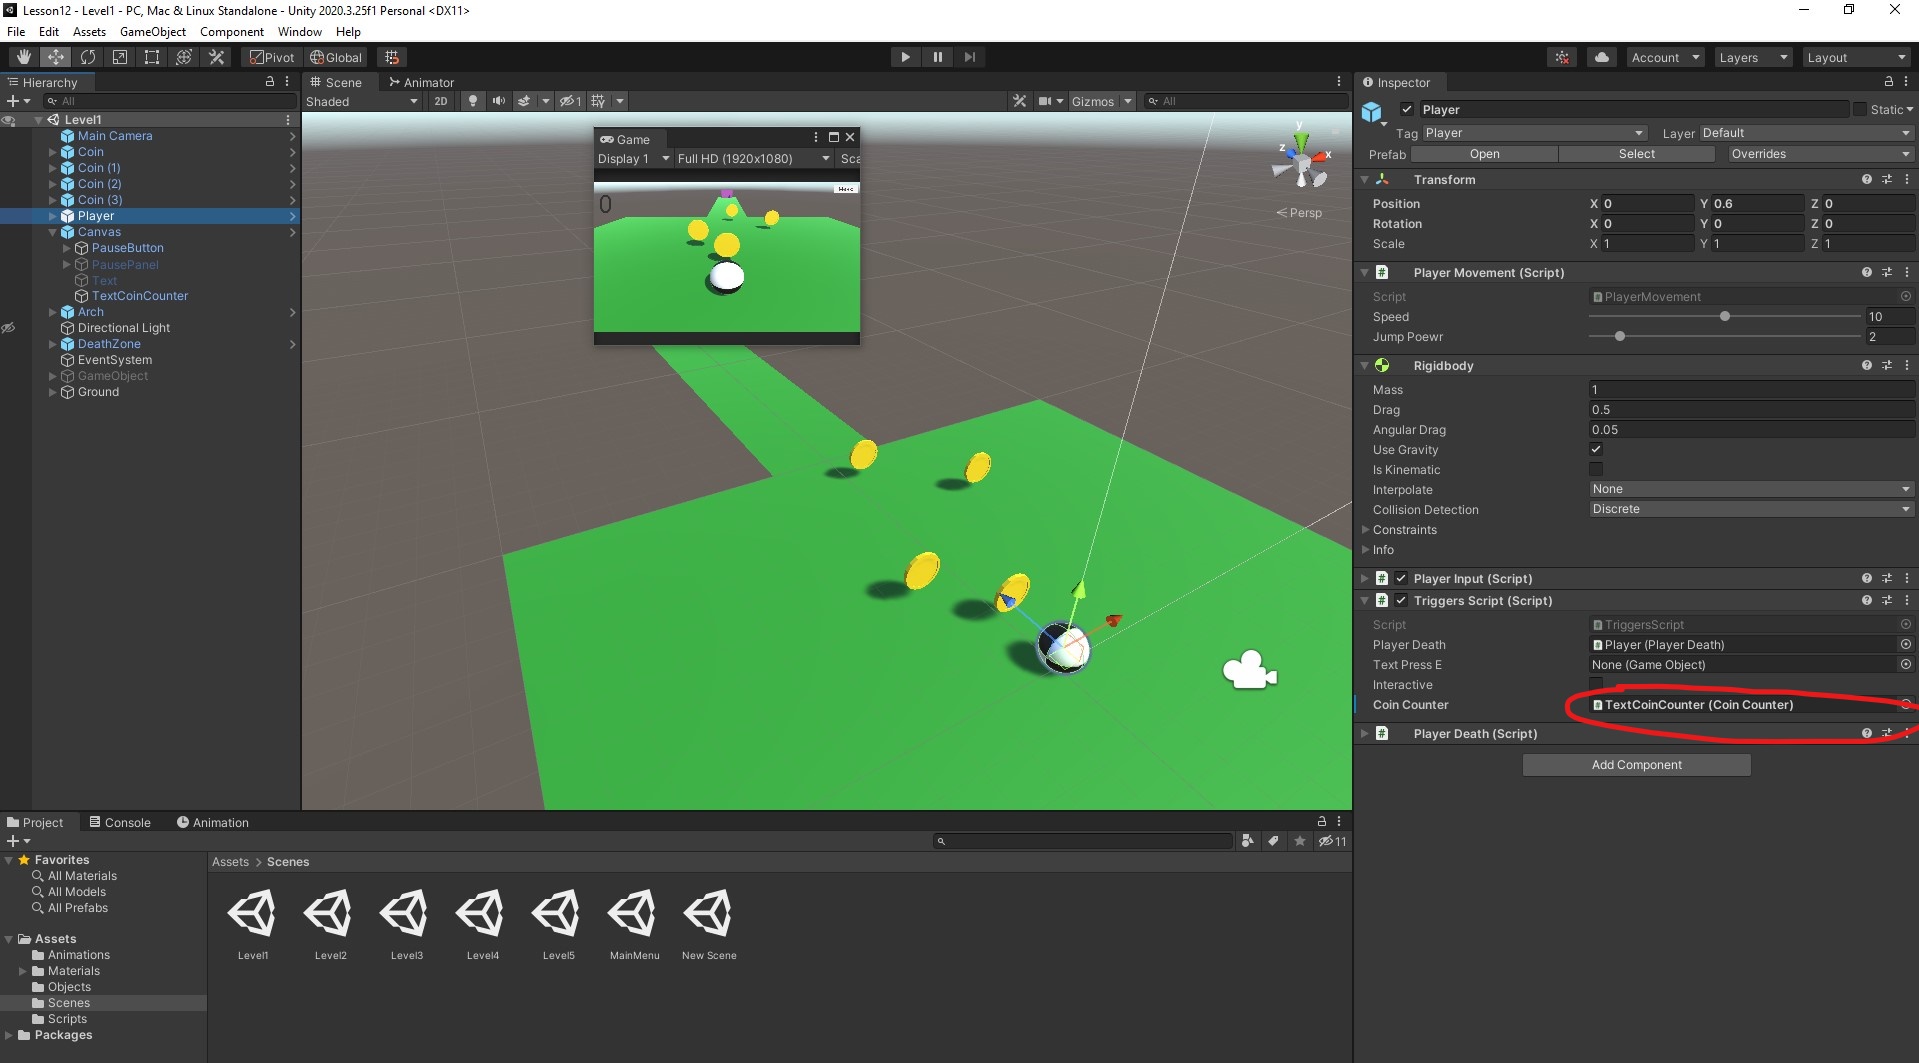 Lesson12 - Level1 - PC, Mac & Linux Standalone - Unity 2020.3.25f1 Personal <DX11>
File Edit Assets GameObject Component Window Help
Pivot Global Account Layers Layout
Hierarchy
All
Level1
Main Camera
Coin
Coin (1)
Coin (2)
Coin (3)
Player
Canvas
PauseButton
PausePanel
Text
TextCoinCounter
Arch
Directional Light
DeathZone
EventSystem
GameObject
Ground
Scene Animator
Shaded 2D 1 Gizmos All
Game
Display 1 Full HD (1920x1080) Sca
0
y
z x
Persp
Inspector
Player Static
Tag Player Layer Default
Prefab Open Select Overrides
Transform
Position X 0 Y 0.6 Z 0
Rotation X 0 Y 0 Z 0
Scale X 1 Y 1 Z 1
# Player Movement (Script)
Script PlayerMovement
Speed 10
Jump Poewr 2
Rigidbody
Mass 1
Drag 0.5
Angular Drag 0.05
Use Gravity
Is Kinematic
Interpolate None
Collision Detection Discrete
Constraints
Info
# Player Input (Script)
# Triggers Script (Script)
Script TriggersScript
Player Death Player (Player Death)
Text Press E None (Game Object)
Interactive
Coin Counter TextCoinCounter (Coin Counter)
# Player Death (Script)
Add Component
Project Console Animation
11
Favorites
All Materials
All Models
All Prefabs
Assets
Animations
Materials
Objects
Scenes
Scripts
Packages
Assets > Scenes
Level1 Level2 Level3 Level4 Level5 MainMenu New Scene